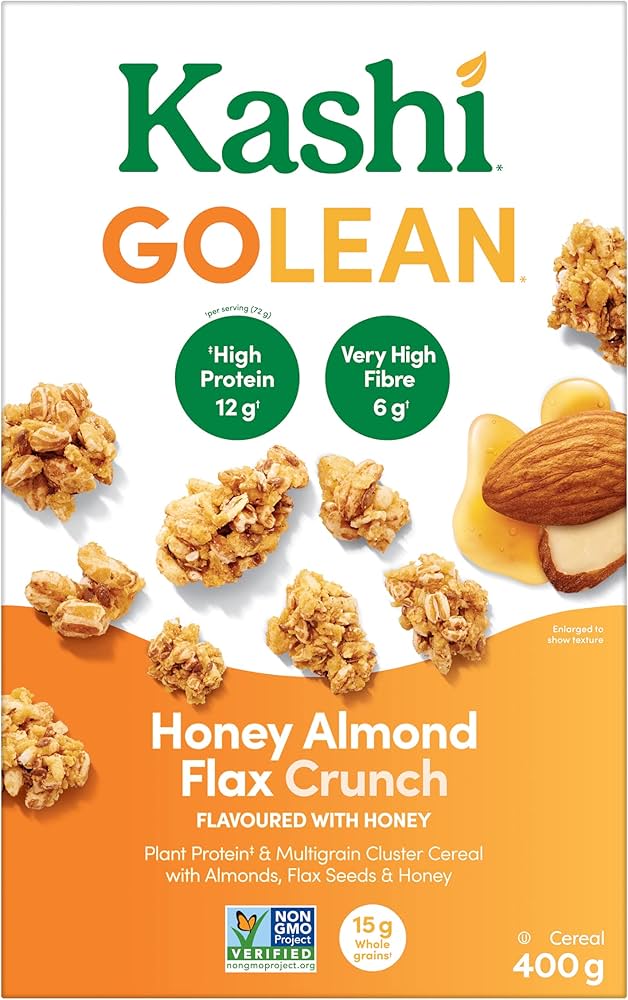 Kashi*
GOLEAN*
†per serving (72 g)
‡High
Protein
12 g†
Very High
Fibre
6 g†
Enlarged to
show texture
Honey Almond
Flax Crunch
FLAVOURED WITH HONEY
Plant Protein‡ & Multigrain Cluster Cereal
with Almonds, Flax Seeds & Honey
NON
GMO
Project
VERIFIED
nongmoproject.org
15 g
Whole
grains†
Ⓤ Cereal
400 g